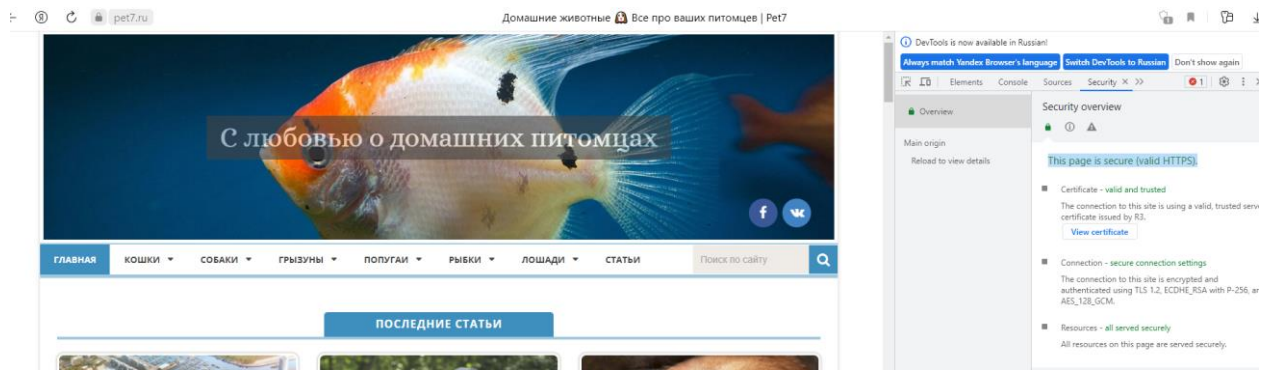 pet7.ru
Домашние животные Все про ваших питомцев | Pet7
С любовью о домашних питомцах
f
ГЛАВНАЯ КОШКИ СОБАКИ ГРЫЗУНЫ ПОПУГАИ РЫБКИ ЛОШАДИ СТАТЬИ Поиск по сайту
ПОСЛЕДНИЕ СТАТЬИ
DevTools is now available in Russian!
Always match Yandex Browser's language Switch DevTools to Russian Don't show again
Elements Console Sources Security × >> 1
Overview
Main origin
Reload to view details
Security overview
This page is secure (valid HTTPS).
Certificate - valid and trusted
The connection to this site is using a valid, trusted serve
certificate issued by R3.
View certificate
Connection - secure connection settings
The connection to this site is encrypted and
authenticated using TLS 1.2, ECDHE_RSA with P-256, an
AES_128_GCM.
Resources - all served securely
All resources on this page are served securely.